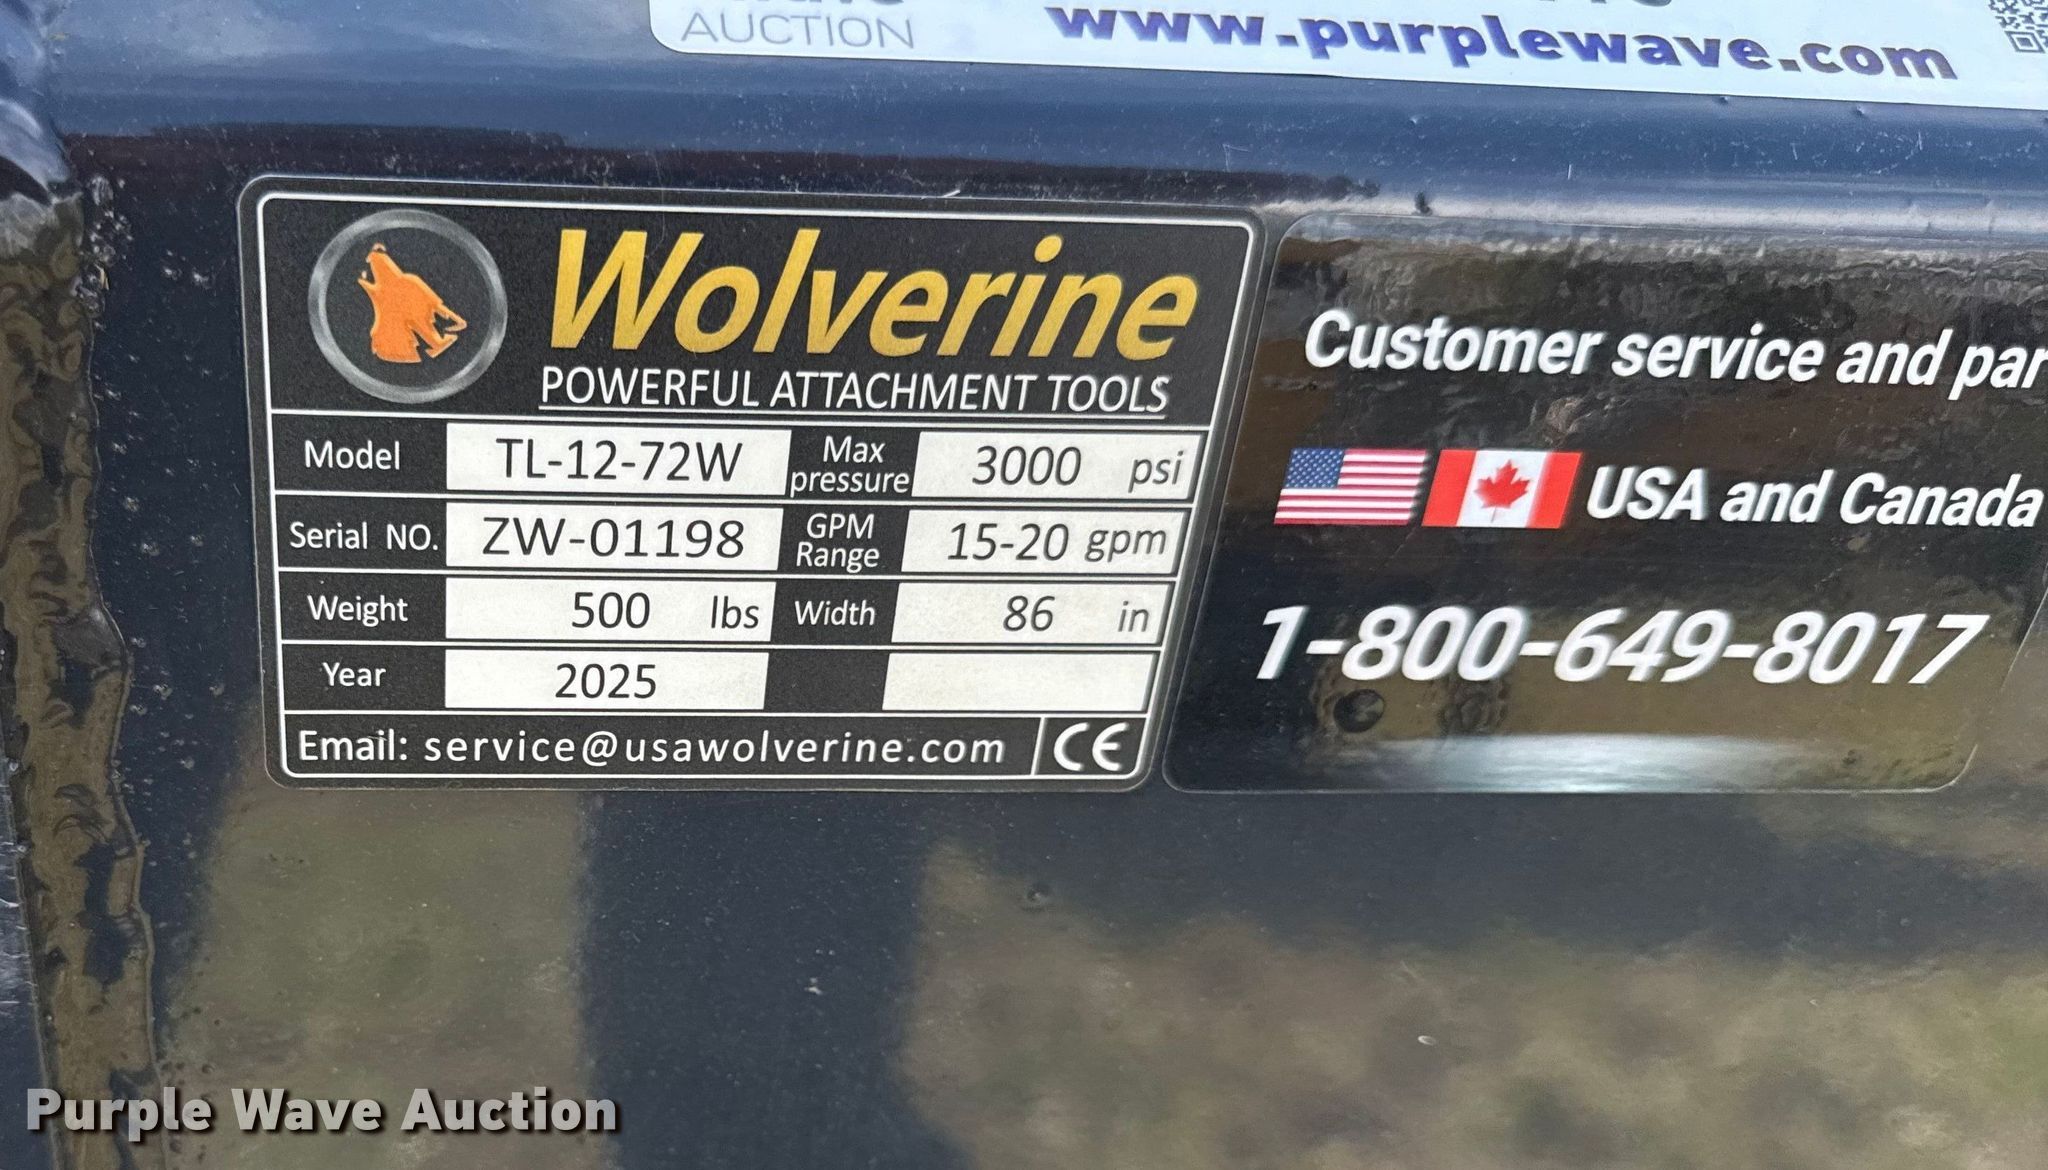 AUCTION
www.purplewave.com
Wolverine
POWERFUL ATTACHMENT TOOLS
Model TL-12-72W Max pressure 3000 psi
Serial NO. ZW-01198 GPM Range 15-20 gpm
Weight 500 lbs Width 86 in
Year 2025
Email: service@usawolverine.com CE
Customer service and par
USA and Canada
1-800-649-8017
Purple Wave Auction